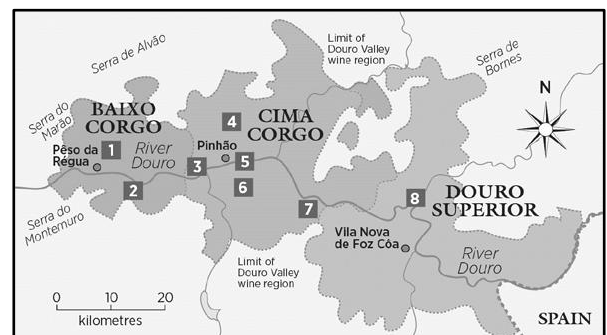 Serra de Alvão
Limit of
Douro Valley
wine region
Serra de
Bornes
Serra do
Marão
BAIXO
CORGO
CIMA
CORGO
N
4
Pêso da
Régua
1
River
Douro
Pinhão
3
5
2
6
7
8
DOURO
SUPERIOR
Serra do
Montemuro
Vila Nova
de Foz Côa
River
Douro
Limit of
Douro Valley
wine region
0 10 20
kilometres
SPAIN